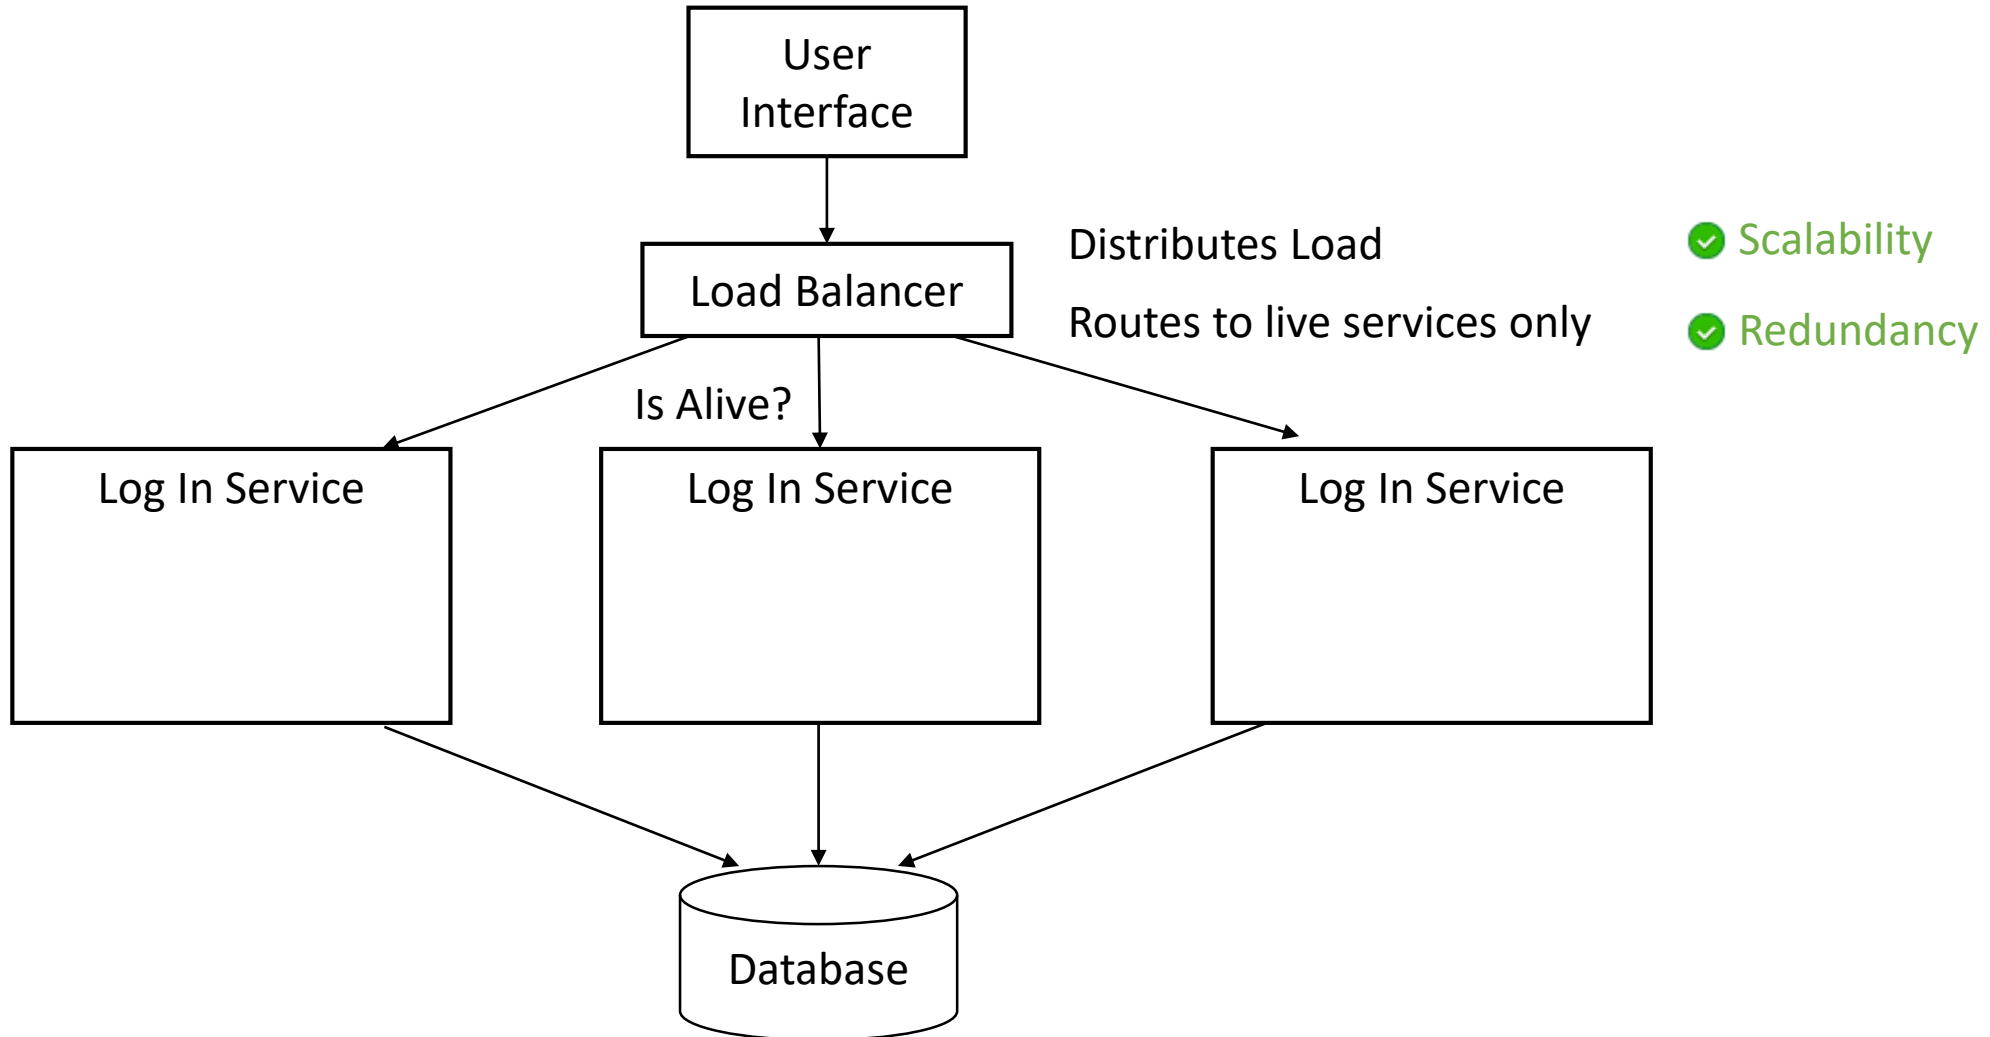 User
Interface
Distributes Load
Scalability
Load Balancer
Routes to live services only
Redundancy
Is Alive?
Log In Service
Log In Service
Log In Service
Database